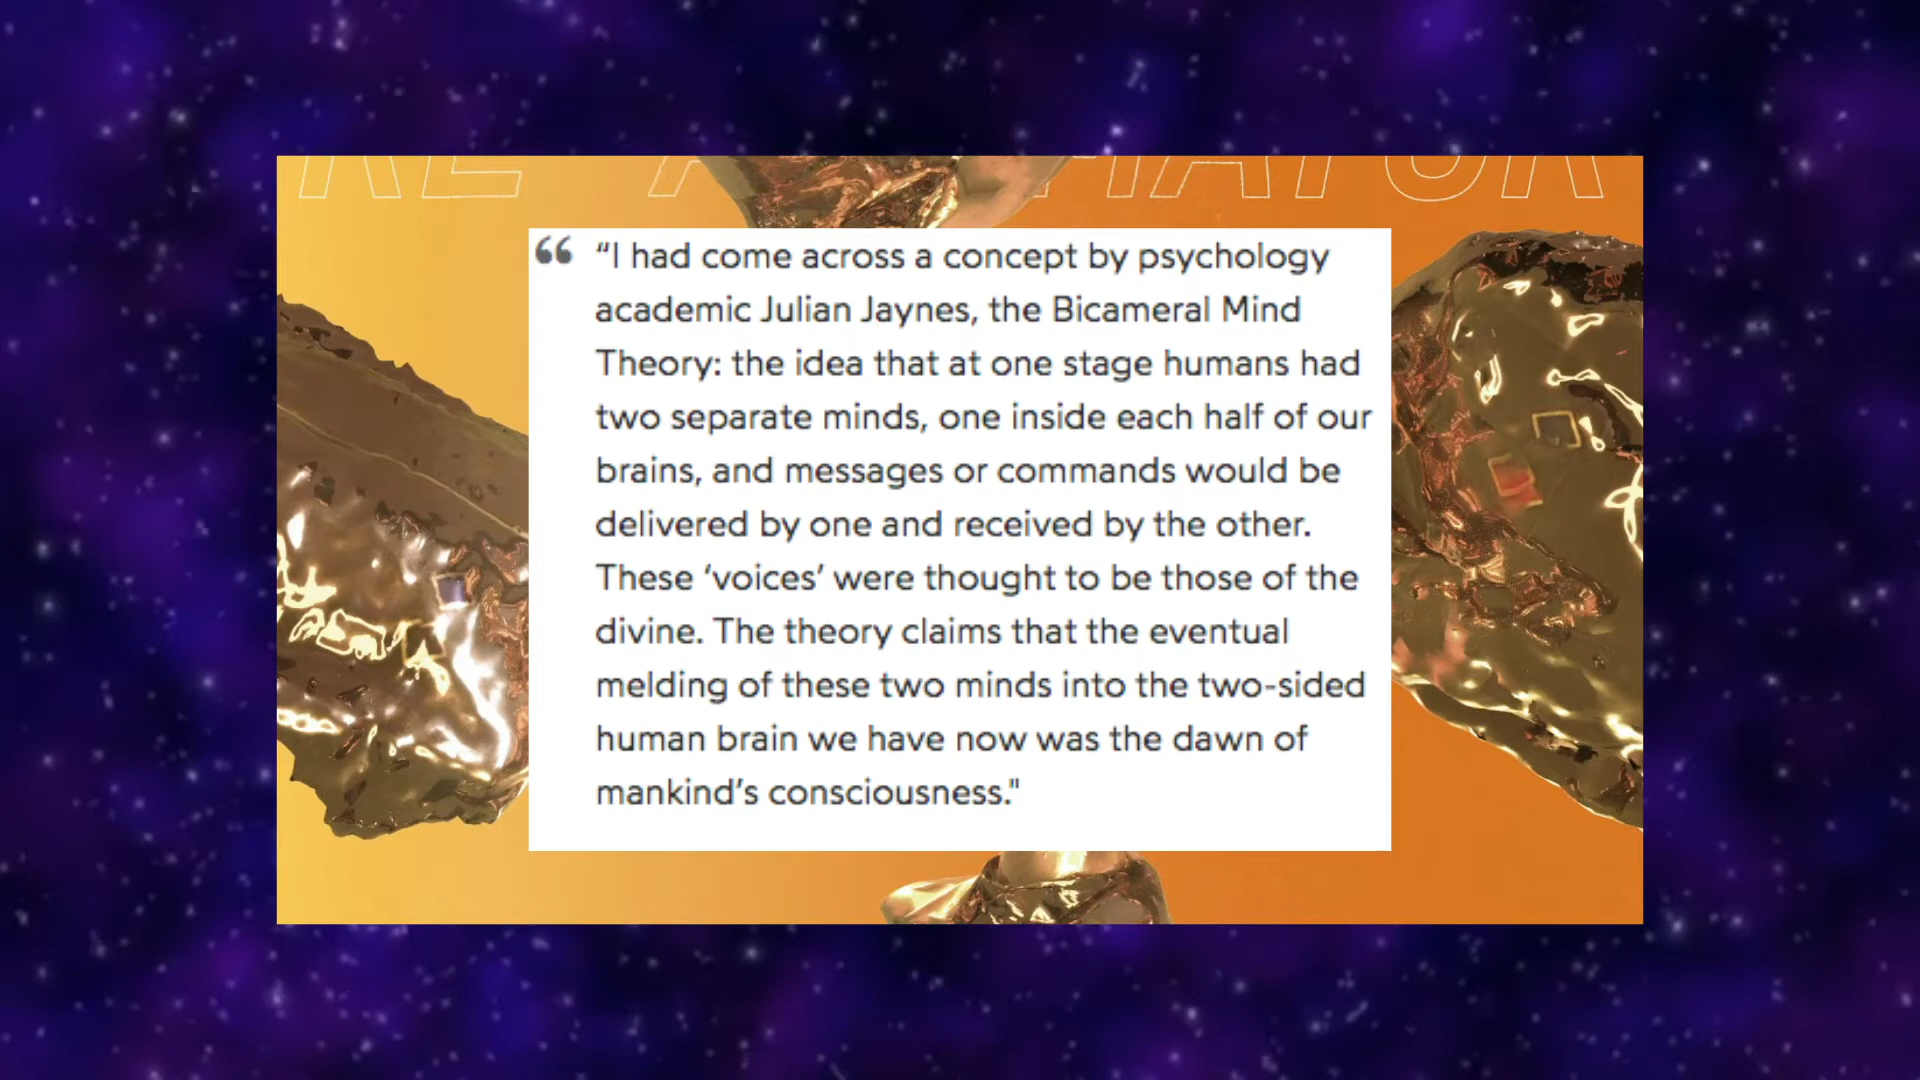 “I had come across a concept by psychology
academic Julian Jaynes, the Bicameral Mind
Theory: the idea that at one stage humans had
two separate minds, one inside each half of our
brains, and messages or commands would be
delivered by one and received by the other.
These ‘voices’ were thought to be those of the
divine. The theory claims that the eventual
melding of these two minds into the two-sided
human brain we have now was the dawn of
mankind’s consciousness."